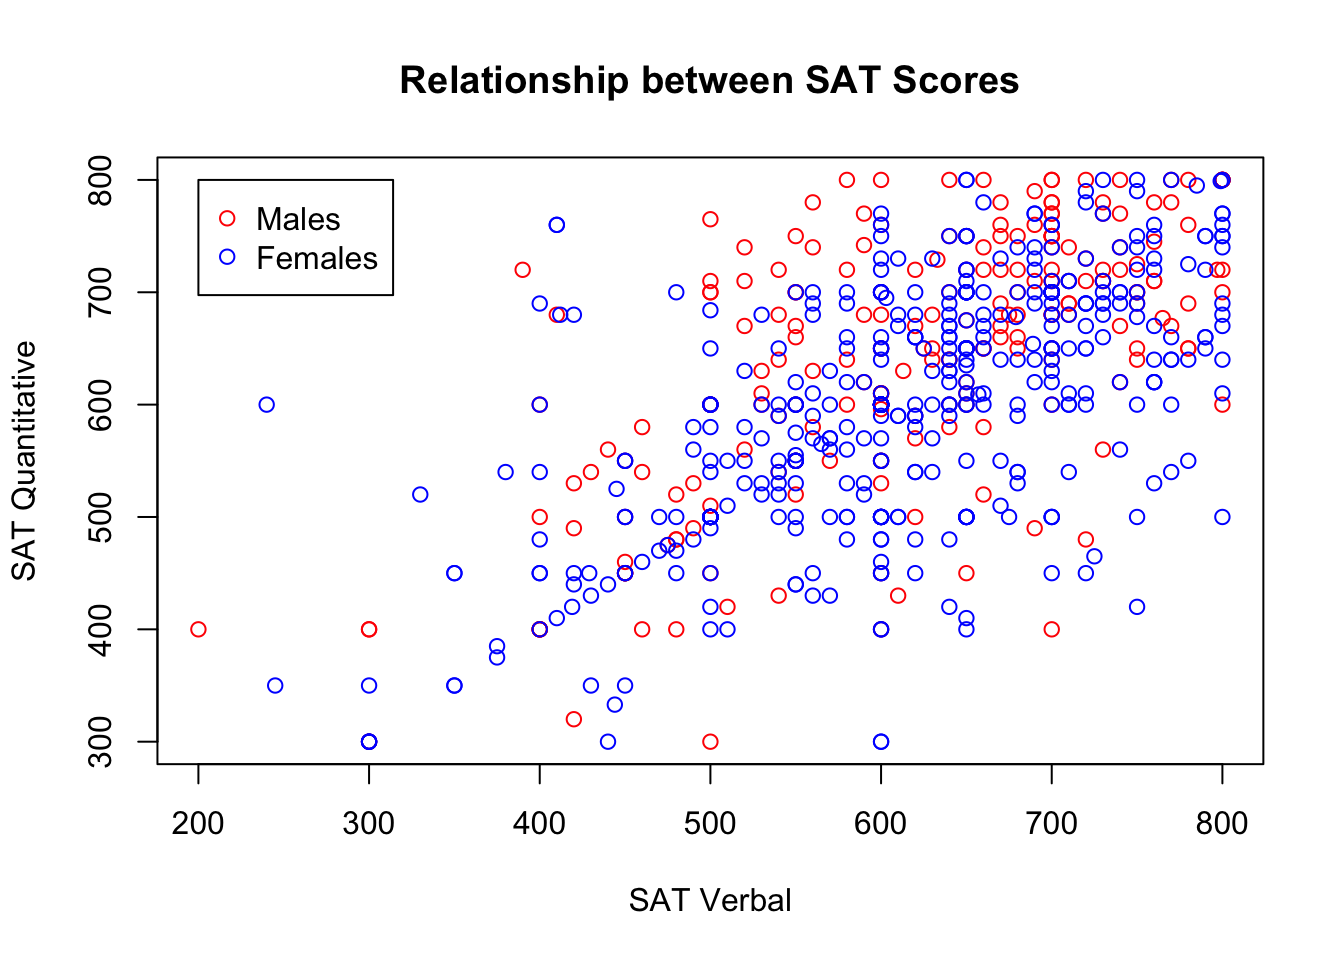 Relationship between SAT Scores
Males
Females
SAT Quantitative
800
700
600
500
400
300
200 300 400 500 600 700 800
SAT Verbal